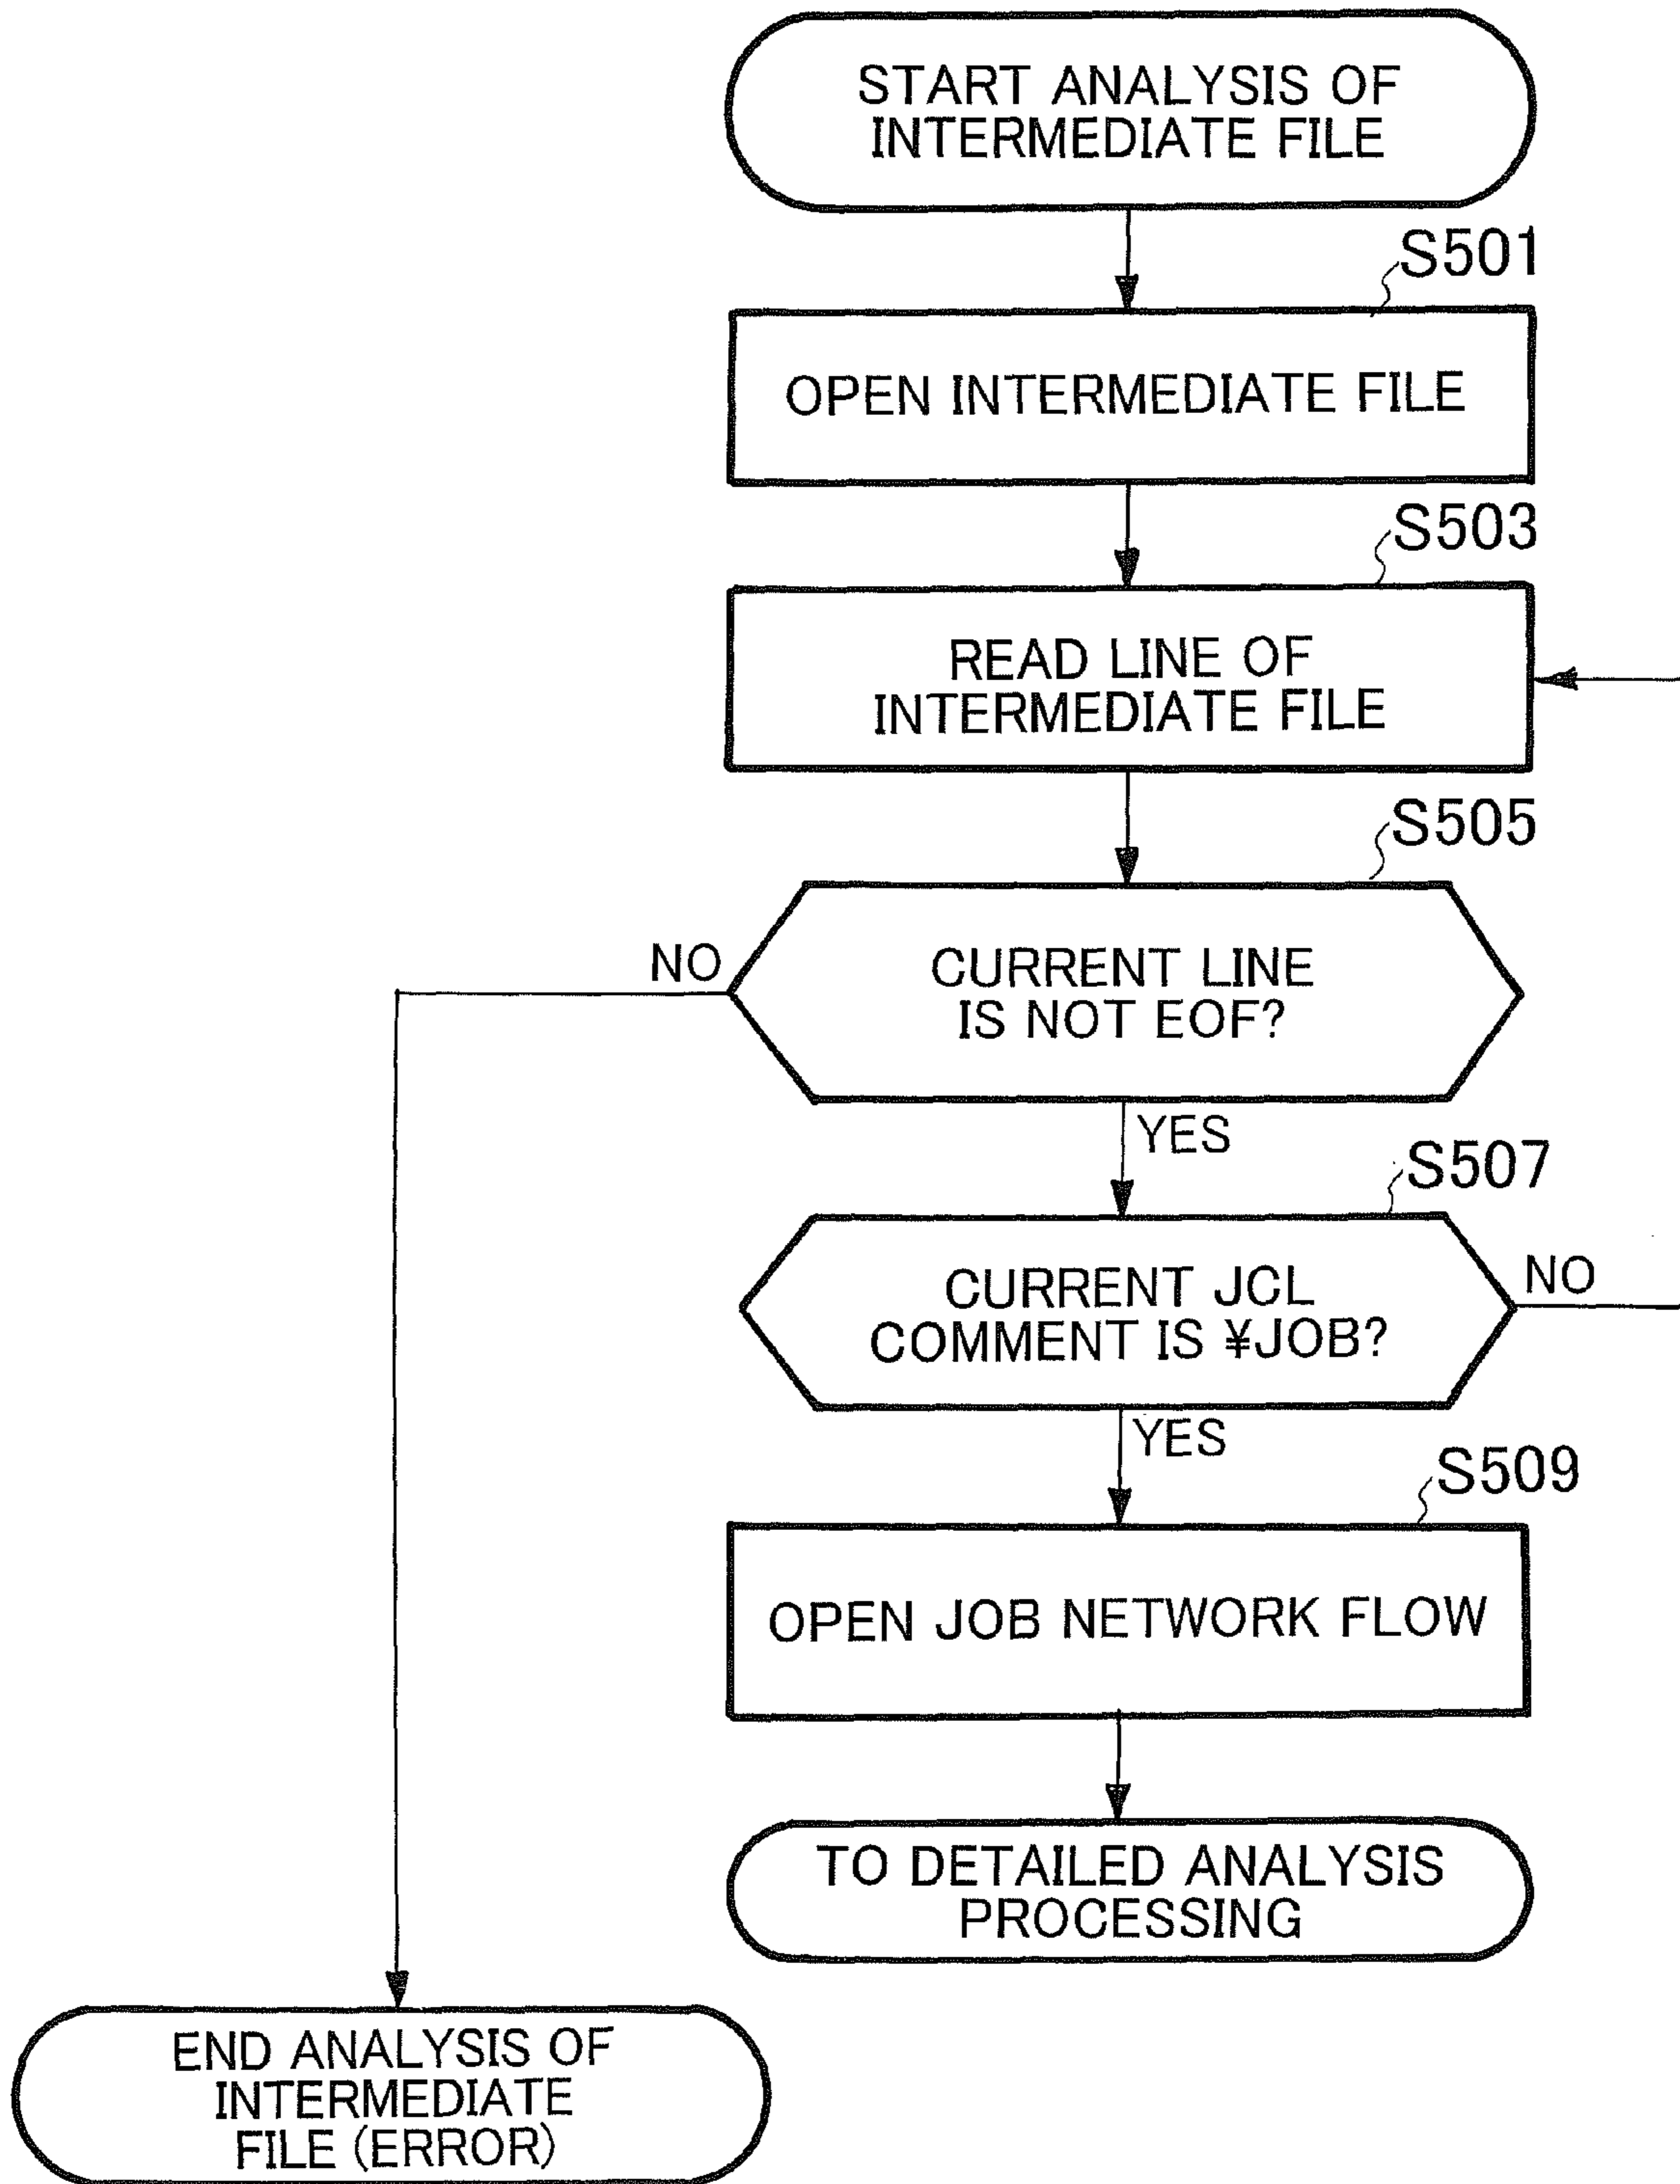 START ANALYSIS OF
INTERMEDIATE FILE
S501
OPEN INTERMEDIATE FILE
S503
READ LINE OF
INTERMEDIATE FILE
S505
NO
CURRENT LINE
IS NOT EOF?
YES
S507
CURRENT JCL
COMMENT IS ¥JOB?
NO
YES
S509
OPEN JOB NETWORK FLOW
TO DETAILED ANALYSIS
PROCESSING
END ANALYSIS OF
INTERMEDIATE
FILE (ERROR)